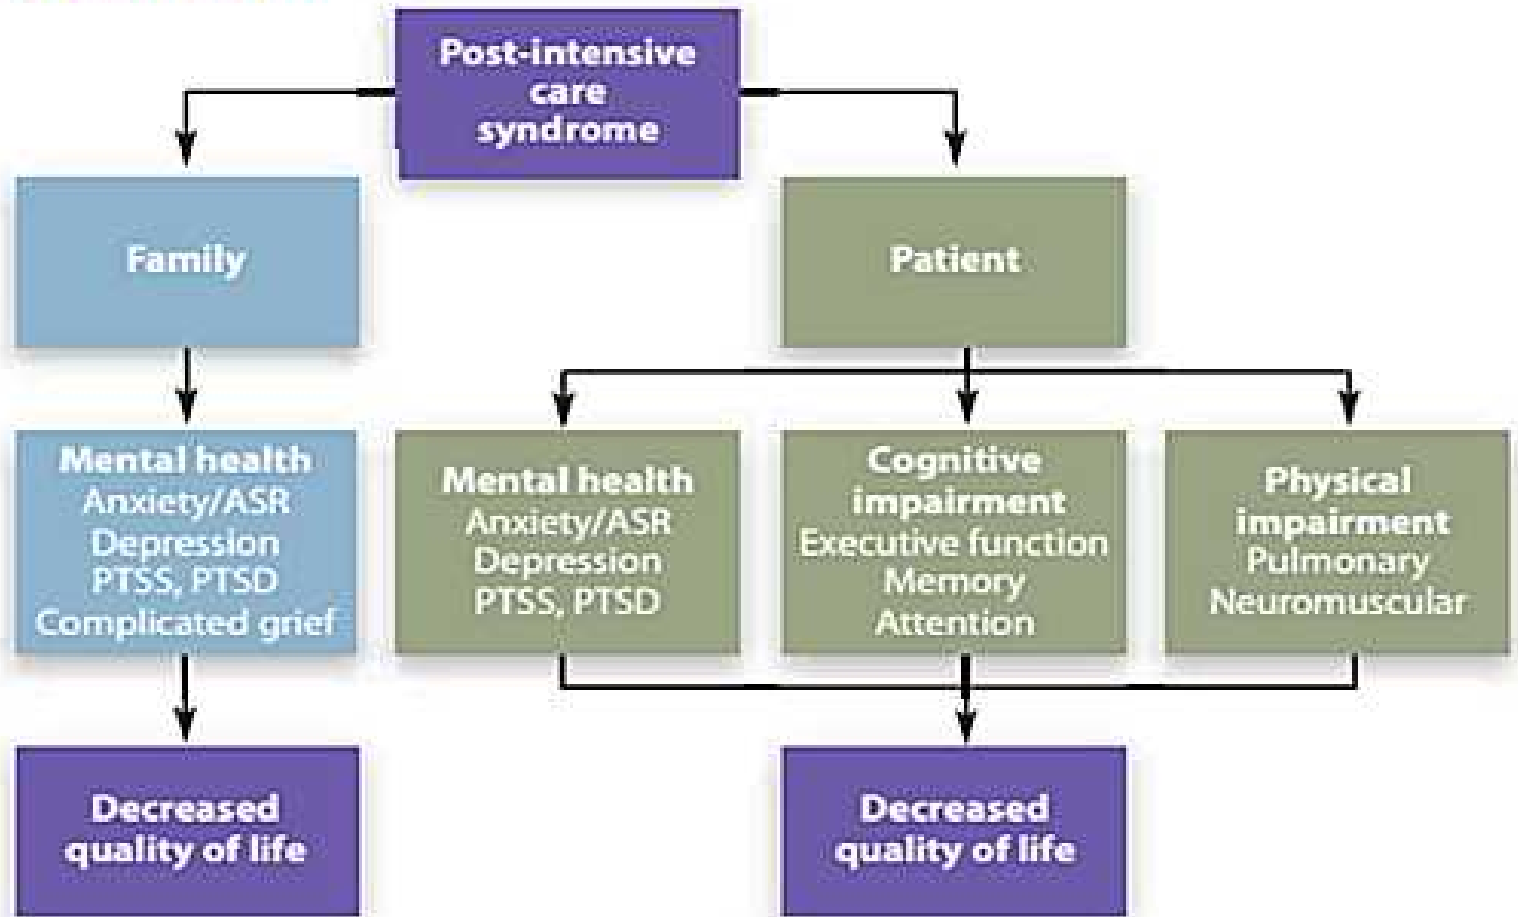 Post-intensive
care
syndrome
Family
Patient
Mental health
Anxiety/ASR
Depression
PTSS, PTSD
Complicated grief
Mental health
Anxiety/ASR
Depression
PTSS, PTSD
Cognitive
impairment
Executive function
Memory
Attention
Physical
impairment
Pulmonary
Neuromuscular
Decreased
quality of life
Decreased
quality of life